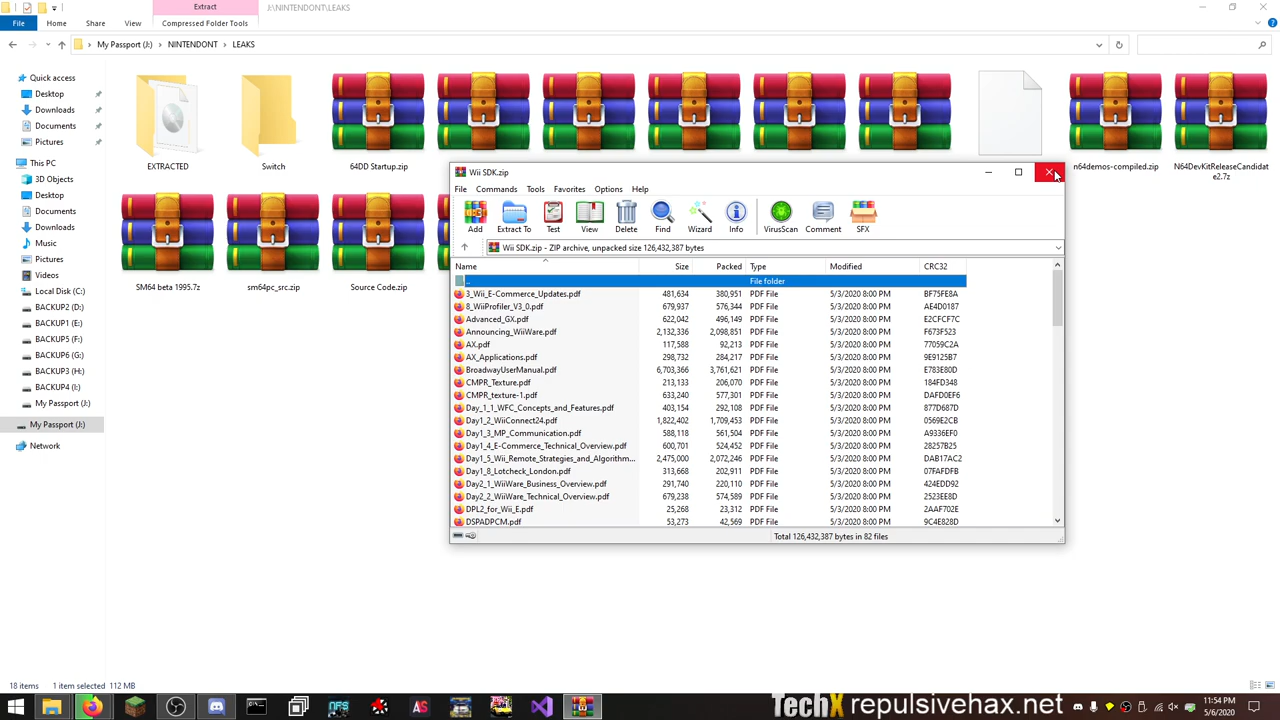 Extract
J:\NINTENDONT\LEAKS
File Home Share View Compressed Folder Tools
My Passport (J:) > NINTENDONT > LEAKS
Quick access
Desktop
Downloads
Documents
Pictures
This PC
3D Objects
Desktop
Documents
Downloads
Music
Pictures
Videos
Local Disk (C:)
BACKUP2 (D:)
BACKUP1 (E:)
BACKUP5 (F:)
BACKUP6 (G:)
BACKUP3 (H:)
BACKUP4 (I:)
My Passport (J:)
My Passport (J:)
Network
EXTRACTED
Switch
64DD Startup.zip
n64demos-compiled.zip
N64DevKitReleaseCandidate2.7z
SM64 beta 1995.7z
sm64pc_src.zip
Source Code.zip
Wii SDK.zip
File Commands Tools Favorites Options Help
Add Extract To Test View Delete Find Wizard Info VirusScan Comment SFX
Wii SDK.zip - ZIP archive, unpacked size 126,432,387 bytes
Name Size Packed Type Modified CRC32
.. File folder
3_Wii_E-Commerce_Updates.pdf 481,634 380,951 PDF File 5/3/2020 8:00 PM BF75FE8A
8_WiiProfiler_V3_0.pdf 679,937 576,344 PDF File 5/3/2020 8:00 PM AE4D0187
Advanced_GX.pdf 622,042 496,149 PDF File 5/3/2020 8:00 PM E2CFCF7C
Announcing_WiiWare.pdf 2,132,336 2,098,851 PDF File 5/3/2020 8:00 PM F673F523
AX.pdf 117,588 92,213 PDF File 5/3/2020 8:00 PM 77059C2A
AX_Applications.pdf 298,732 284,217 PDF File 5/3/2020 8:00 PM 9E9125B7
BroadwayUserManual.pdf 6,703,366 3,761,621 PDF File 5/3/2020 8:00 PM E783E80D
CMPR_Texture.pdf 213,133 206,070 PDF File 5/3/2020 8:00 PM 184FD348
CMPR_texture-1.pdf 633,240 577,301 PDF File 5/3/2020 8:00 PM DAFD0EF6
Day_1_1_WFC_Concepts_and_Features.pdf 403,154 292,108 PDF File 5/3/2020 8:00 PM 877D687D
Day1_2_WiiConnect24.pdf 1,822,402 1,709,453 PDF File 5/3/2020 8:00 PM 0569E2CB
Day1_3_MP_Communication.pdf 588,118 561,504 PDF File 5/3/2020 8:00 PM A9336EF0
Day1_4_E-Commerce_Technical_Overview.pdf 600,701 524,452 PDF File 5/3/2020 8:00 PM 28257B25
Day1_5_Wii_Remote_Strategies_and_Algorithm... 2,475,000 2,072,246 PDF File 5/3/2020 8:00 PM DAB17AC2
Day1_8_Lotcheck_London.pdf 313,668 202,911 PDF File 5/3/2020 8:00 PM 07FAFDFB
Day2_1_WiiWare_Business_Overview.pdf 291,740 220,110 PDF File 5/3/2020 8:00 PM 424EDD92
Day2_2_WiiWare_Technical_Overview.pdf 679,238 574,589 PDF File 5/3/2020 8:00 PM 2523EE8D
DPL2_for_Wii_E.pdf 25,268 23,312 PDF File 5/3/2020 8:00 PM 2AAF702E
DSPADPCM.pdf 53,273 42,569 PDF File 5/3/2020 8:00 PM 9C4E828D
Total 126,432,387 bytes in 82 files
18 items 1 item selected 112 MB
TechX repulsivehax.net
11:54 PM
5/6/2020